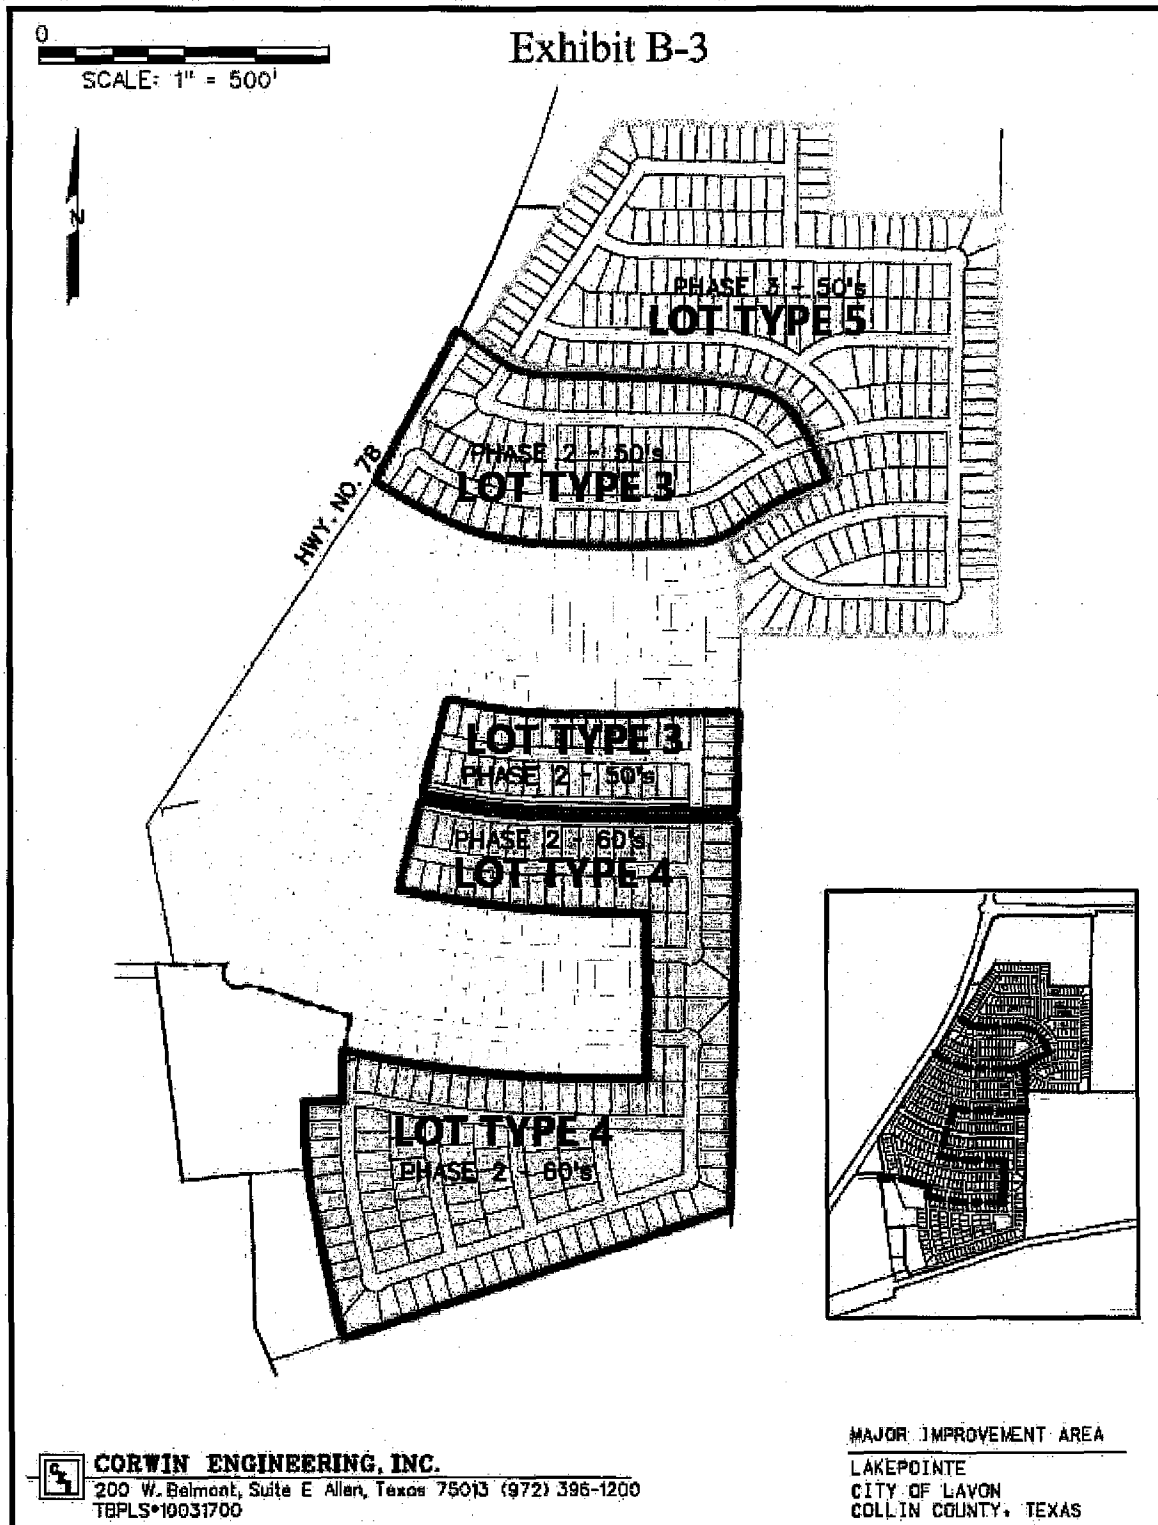 Exhibit B-3
0
SCALE: 1" = 500'
N
PHASE 3 - 50's
LOT TYPE 5
HWY. NO. 78
PHASE 2 - 50's
LOT TYPE 3
LOT TYPE 3
PHASE 2 - 50's
PHASE 2 - 60's
LOT TYPE 4
LOT TYPE 4
PHASE 2 - 60's
CEI
CORWIN ENGINEERING, INC.
200 W. Belmont, Suite E Allen, Texas 75013 (972) 396-1200
TBPLS*10031700
MAJOR IMPROVEMENT AREA
LAKEPOINTE
CITY OF LAVON
COLLIN COUNTY, TEXAS